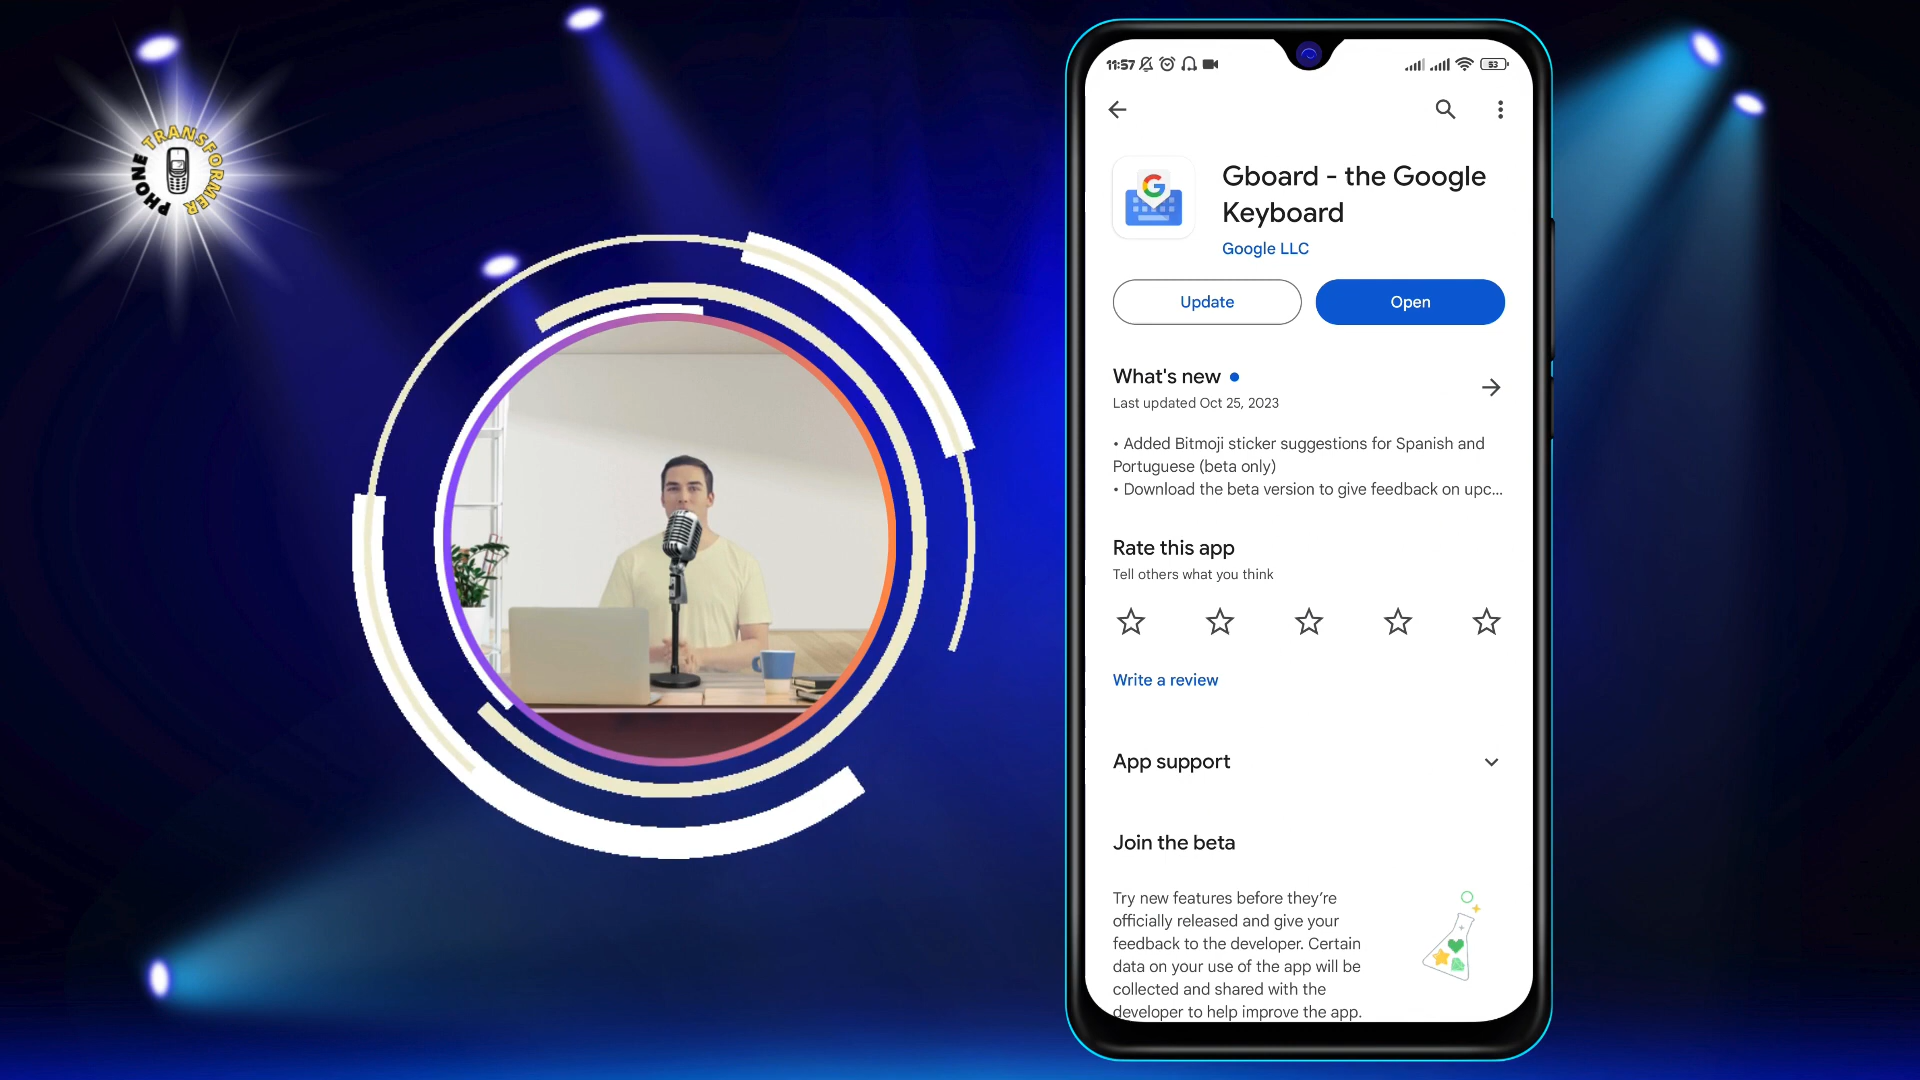 PHONE TRANSFORMER
11:57
53
Gboard - the Google
Keyboard
Google LLC
Update
Open
What's new
Last updated Oct 25, 2023
• Added Bitmoji sticker suggestions for Spanish and
Portuguese (beta only)
• Download the beta version to give feedback on upc...
Rate this app
Tell others what you think
Write a review
App support
Join the beta
Try new features before they’re
officially released and give your
feedback to the developer. Certain
data on your use of the app will be
collected and shared with the
developer to help improve the app.